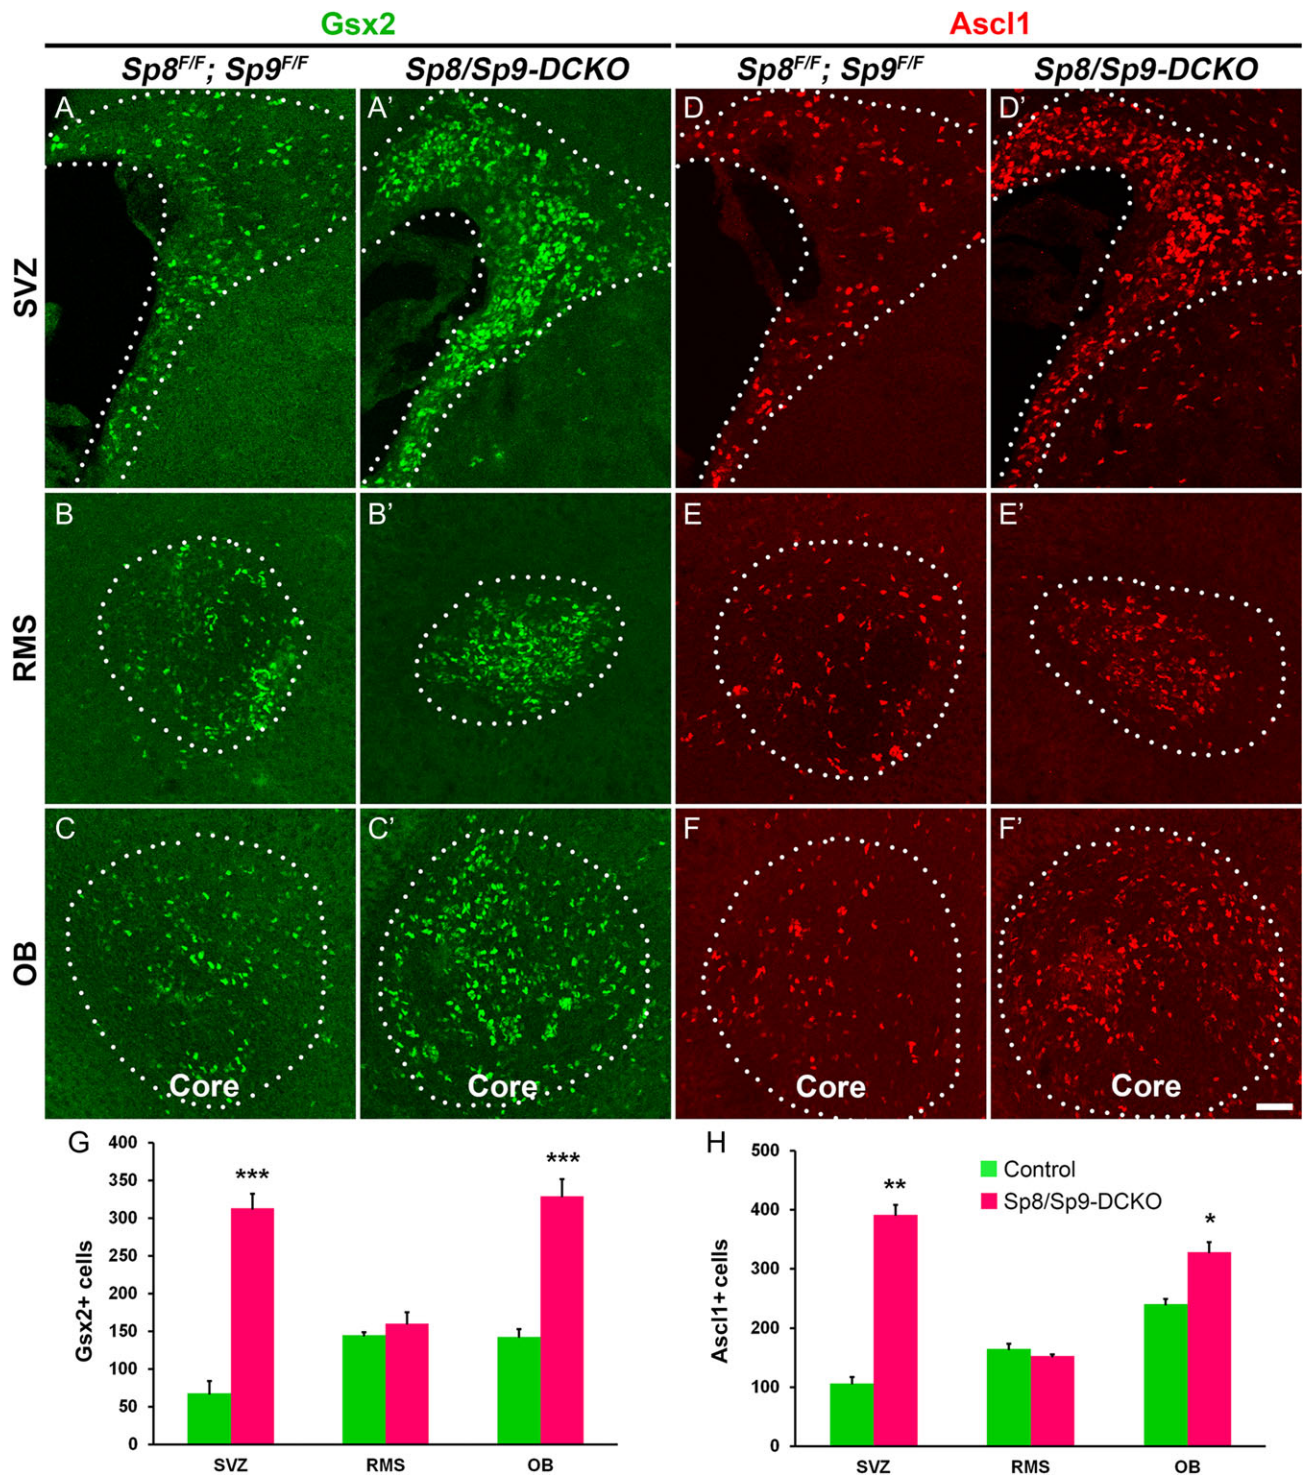 Gsx2 Ascl1
Sp8F/F; Sp9F/F Sp8/Sp9-DCKO Sp8F/F; Sp9F/F Sp8/Sp9-DCKO
SVZ
A A' D D'
RMS
B B' E E'
OB
C C' F F'
Core Core Core Core
G
Gsx2+ cells
400
350
300
250
200
150
100
50
0
*** ***
SVZ RMS OB
H
Ascl1+ cells
500
400
300
200
100
0
Control
Sp8/Sp9-DCKO
** *
SVZ RMS OB